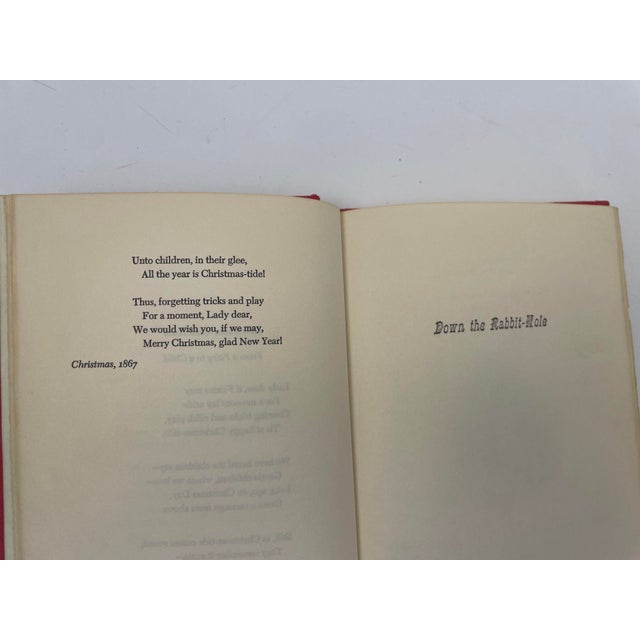 Unto children, in their glee,
All the year is Christmas-tide!
Thus, forgetting tricks and play
For a moment, Lady dear,
We would wish you, if we may,
Merry Christmas, glad New Year!
Christmas, 1867
Down the Rabbit-Hole